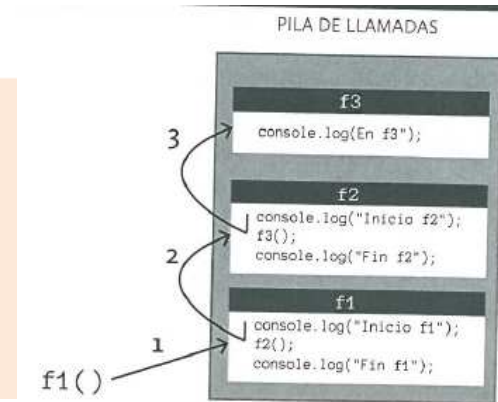 PILA DE LLAMADAS
f3
console.log(En f3");
3
f2
console.log("Inicio f2");
f3();
console.log("Fin f2");
2
f1
console.log("Inicio f1");
f2();
console.log("Fin f1");
1
f1()